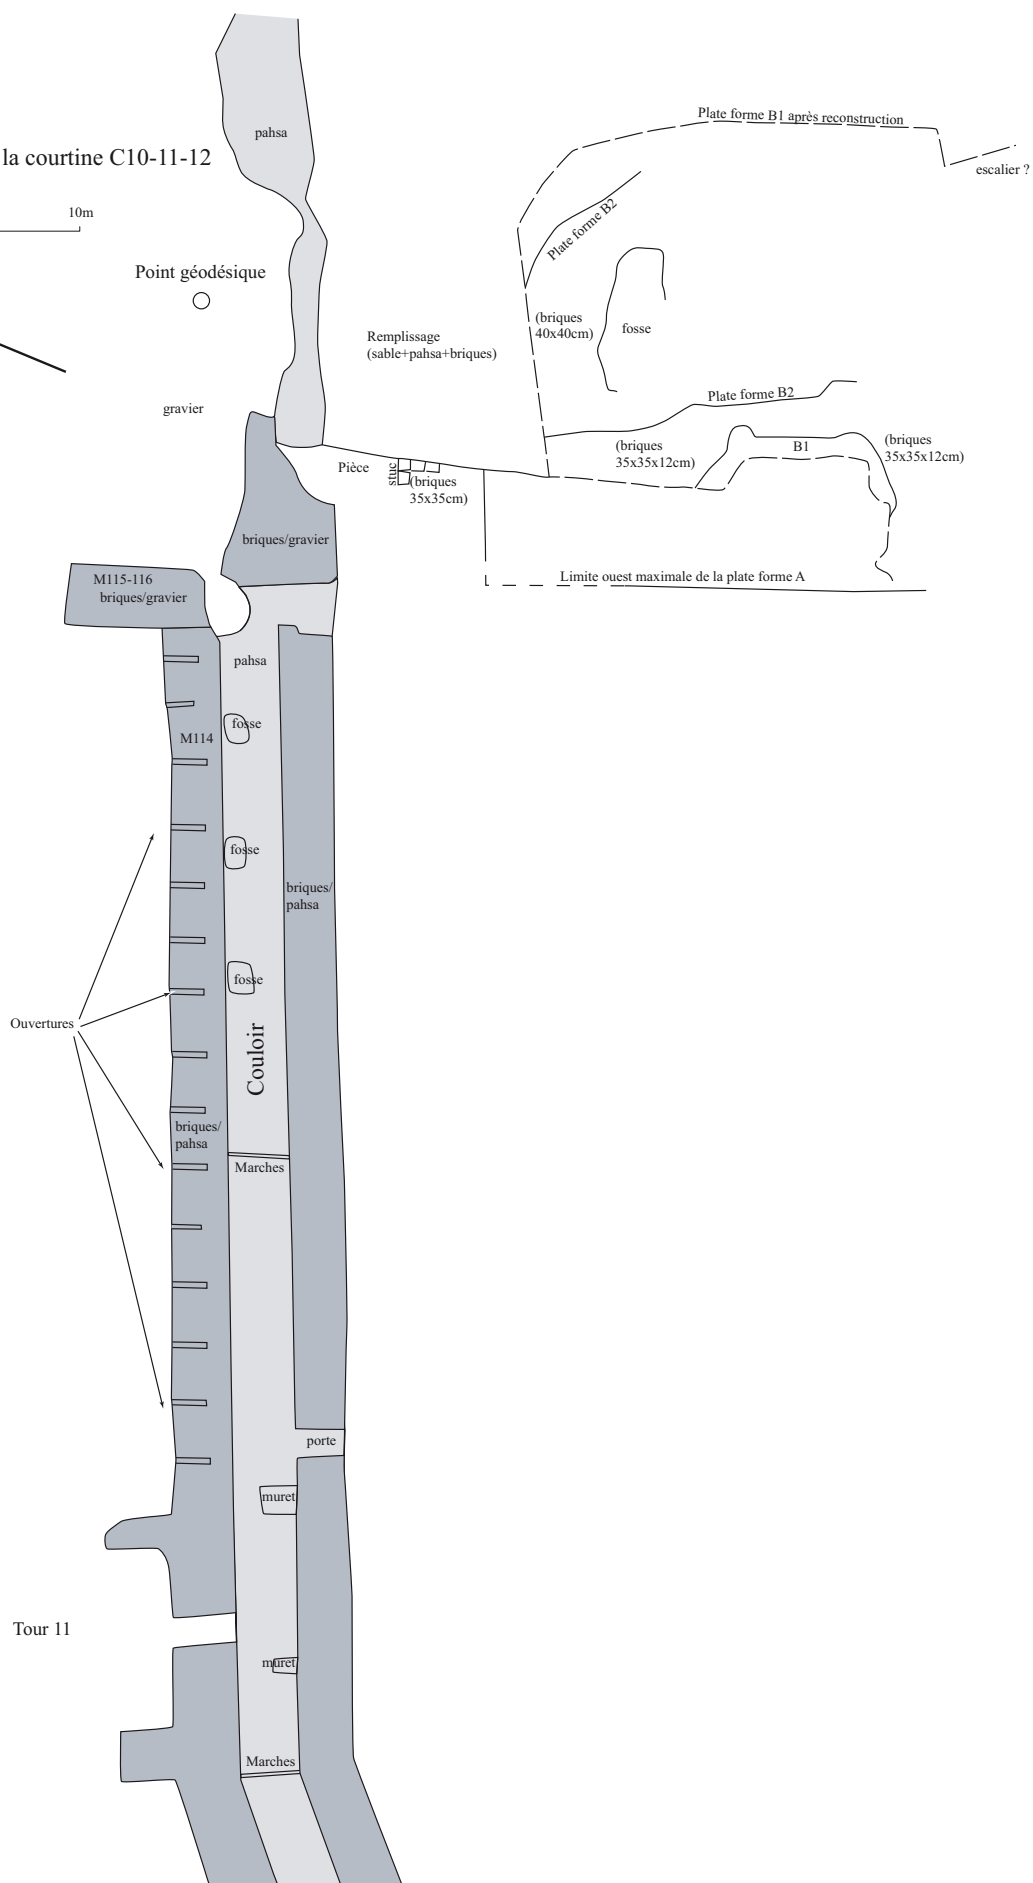 Plate forme B1 après reconstruction
pahsa
la courtine C10-11-12
escalier ?
10m
Plate forme B2
Point géodésique
(briques
40x40cm)
fosse
Remplissage
(sable+pahsa+briques)
Plate forme B2
gravier
(briques
35x35x12cm)
B1
(briques
35x35x12cm)
Pièce
stuc
(briques
35x35cm)
briques/gravier
M115-116
briques/gravier
Limite ouest maximale de la plate forme A
pahsa
fosse
M114
fosse
briques/
pahsa
fosse
Ouvertures
Couloir
briques/
pahsa
Marches
porte
muret
Tour 11
muret
Marches